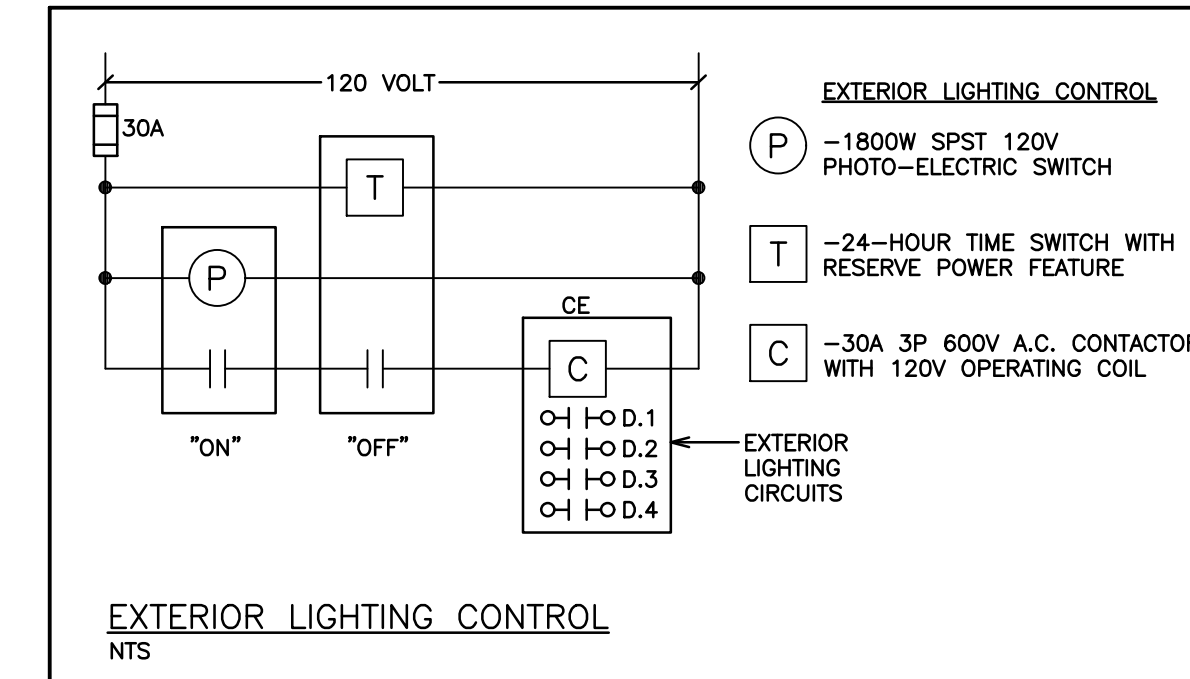 120 VOLT
30A
T
P
"ON"
"OFF"
CE
C
D.1
D.2
D.3
D.4
EXTERIOR
LIGHTING
CIRCUITS
EXTERIOR LIGHTING CONTROL
P
-1800W SPST 120V
PHOTO-ELECTRIC SWITCH
T
-24-HOUR TIME SWITCH WITH
RESERVE POWER FEATURE
C
-30A 3P 600V A.C. CONTACTOR
WITH 120V OPERATING COIL
EXTERIOR LIGHTING CONTROL
NTS